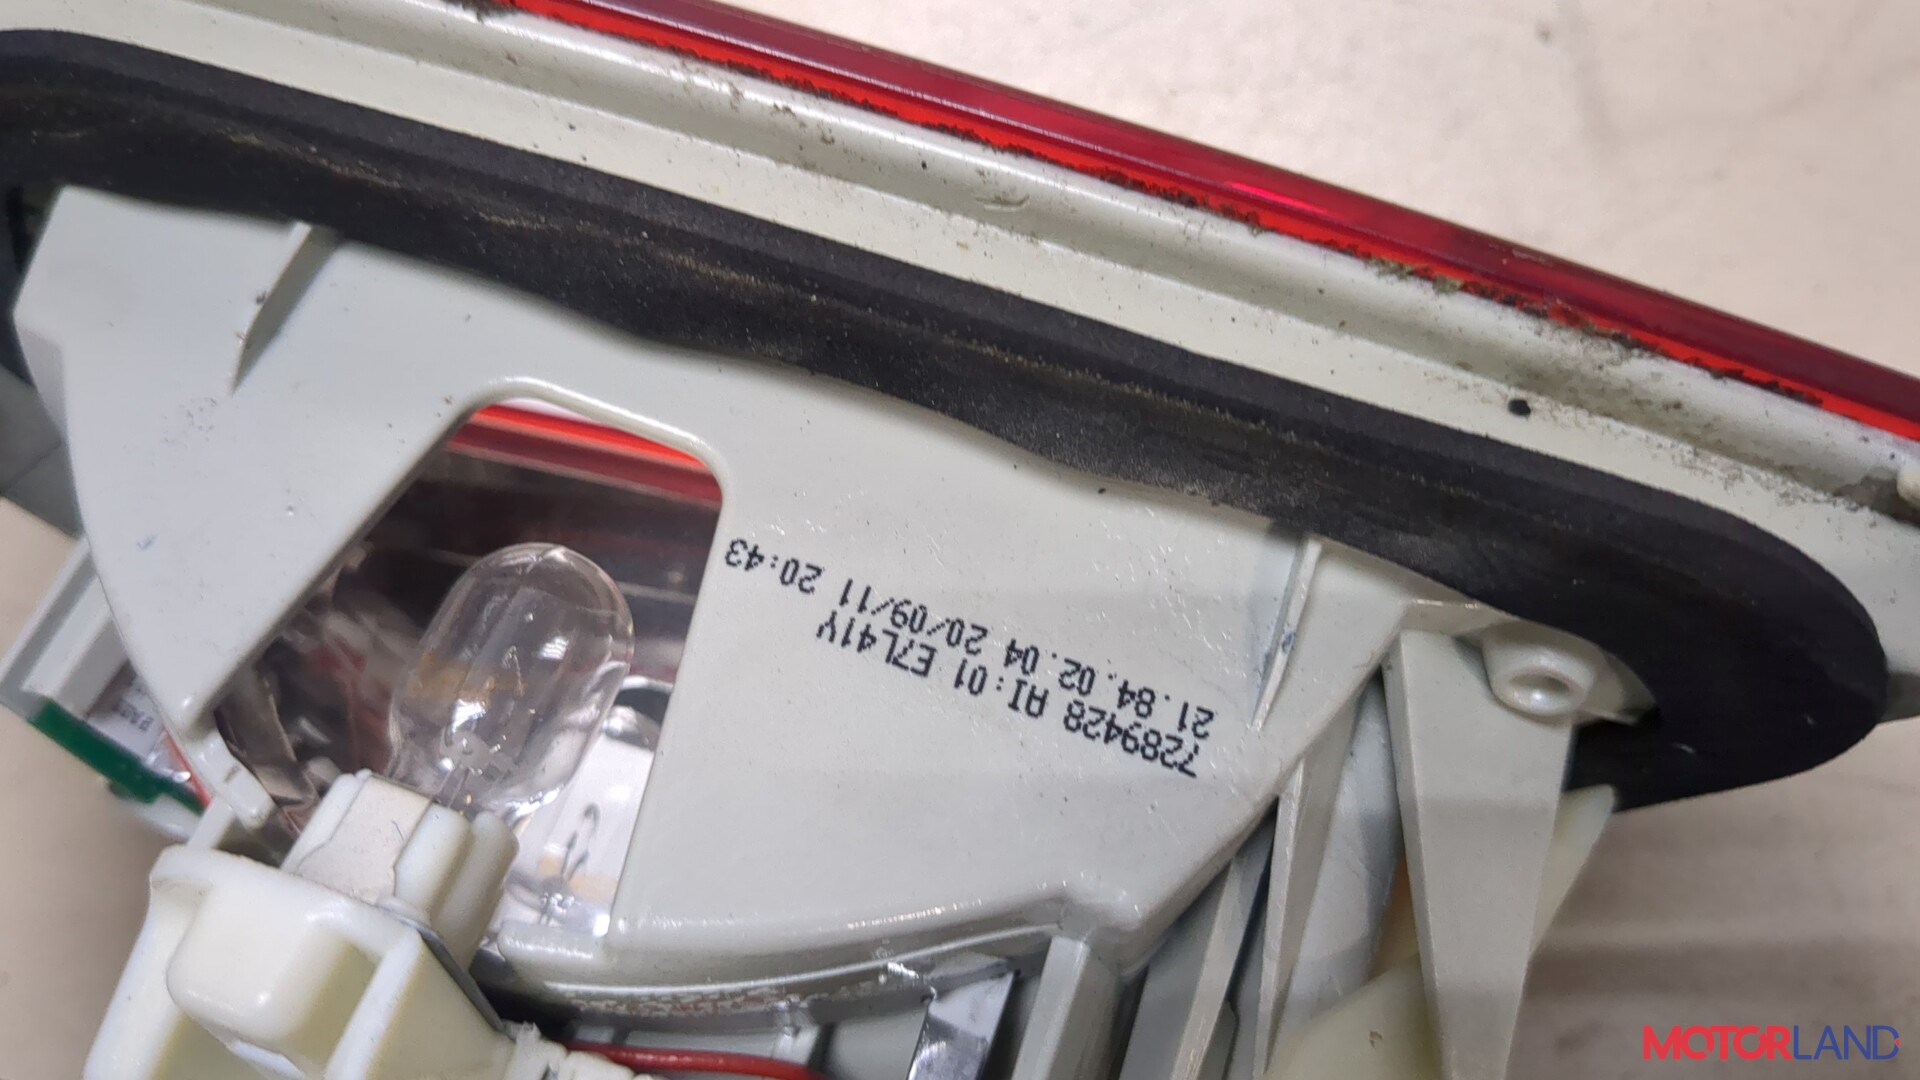 7289428 AI:01 E7L41Y
21.84.02.04 20/09/11 20:43
MOTORLAND